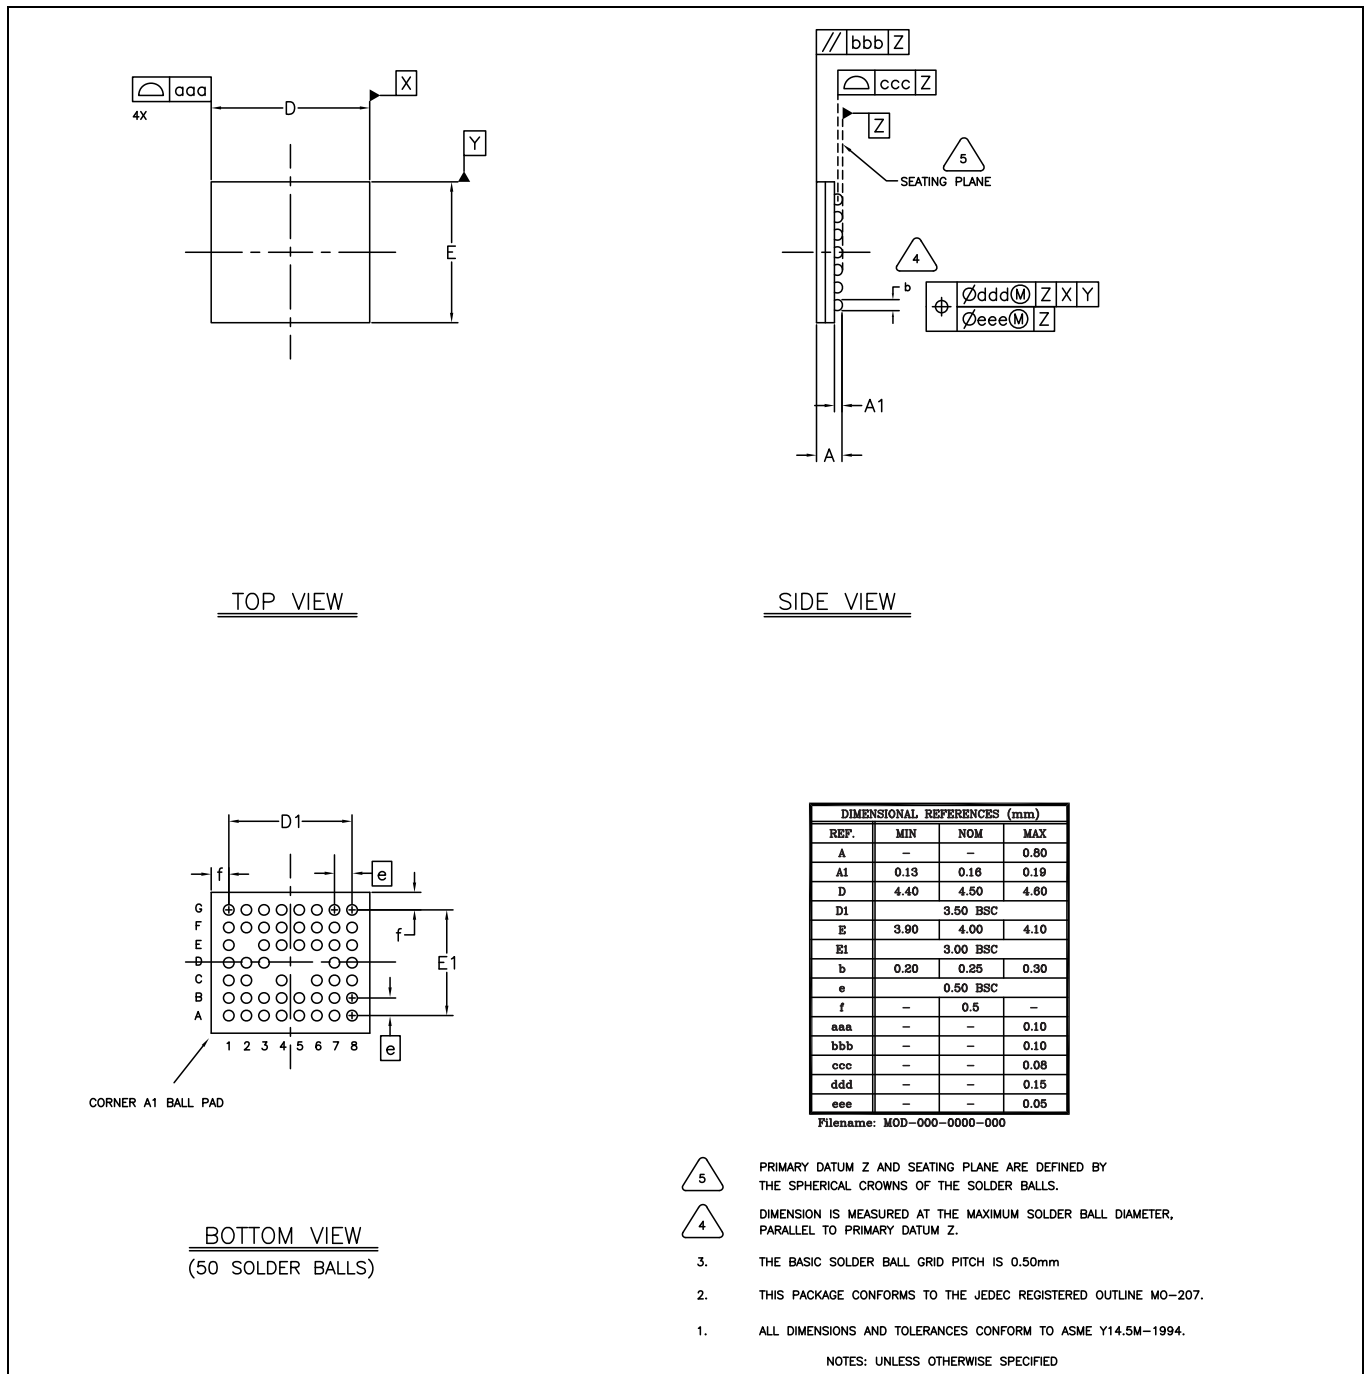 // bbb Z
aaa
4X
D
X
ccc Z
Z
Y
5
SEATING PLANE
E
4
b
Øddd Ⓜ Z X Y
Øeee Ⓜ Z
A1
A
TOP VIEW
SIDE VIEW
D1
f
e
G
F
E
D
C
B
A
f
E1
1 2 3 4 5 6 7 8
e
CORNER A1 BALL PAD
BOTTOM VIEW
(50 SOLDER BALLS)
DIMENSIONAL REFERENCES (mm)
REF. MIN NOM MAX
A – – 0.80
A1 0.13 0.16 0.19
D 4.40 4.50 4.60
D1 3.50 BSC
E 3.90 4.00 4.10
E1 3.00 BSC
b 0.20 0.25 0.30
e 0.50 BSC
f – 0.5 –
aaa – – 0.10
bbb – – 0.10
ccc – – 0.08
ddd – – 0.15
eee – – 0.05
Filename: MOD-000-0000-000
5 PRIMARY DATUM Z AND SEATING PLANE ARE DEFINED BY
THE SPHERICAL CROWNS OF THE SOLDER BALLS.
4 DIMENSION IS MEASURED AT THE MAXIMUM SOLDER BALL DIAMETER,
PARALLEL TO PRIMARY DATUM Z.
3. THE BASIC SOLDER BALL GRID PITCH IS 0.50mm
2. THIS PACKAGE CONFORMS TO THE JEDEC REGISTERED OUTLINE MO-207.
1. ALL DIMENSIONS AND TOLERANCES CONFORM TO ASME Y14.5M-1994.
NOTES: UNLESS OTHERWISE SPECIFIED